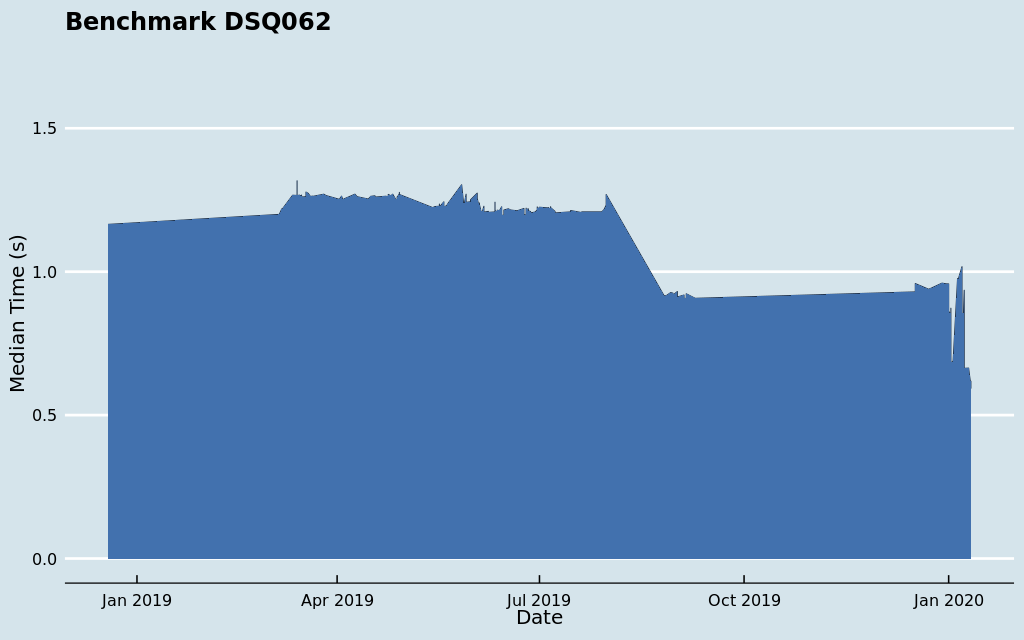 Benchmark DSQ062
Median Time (s)
1.5
1.0
0.5
0.0
Jan 2019
Apr 2019
Jul 2019
Oct 2019
Jan 2020
Date